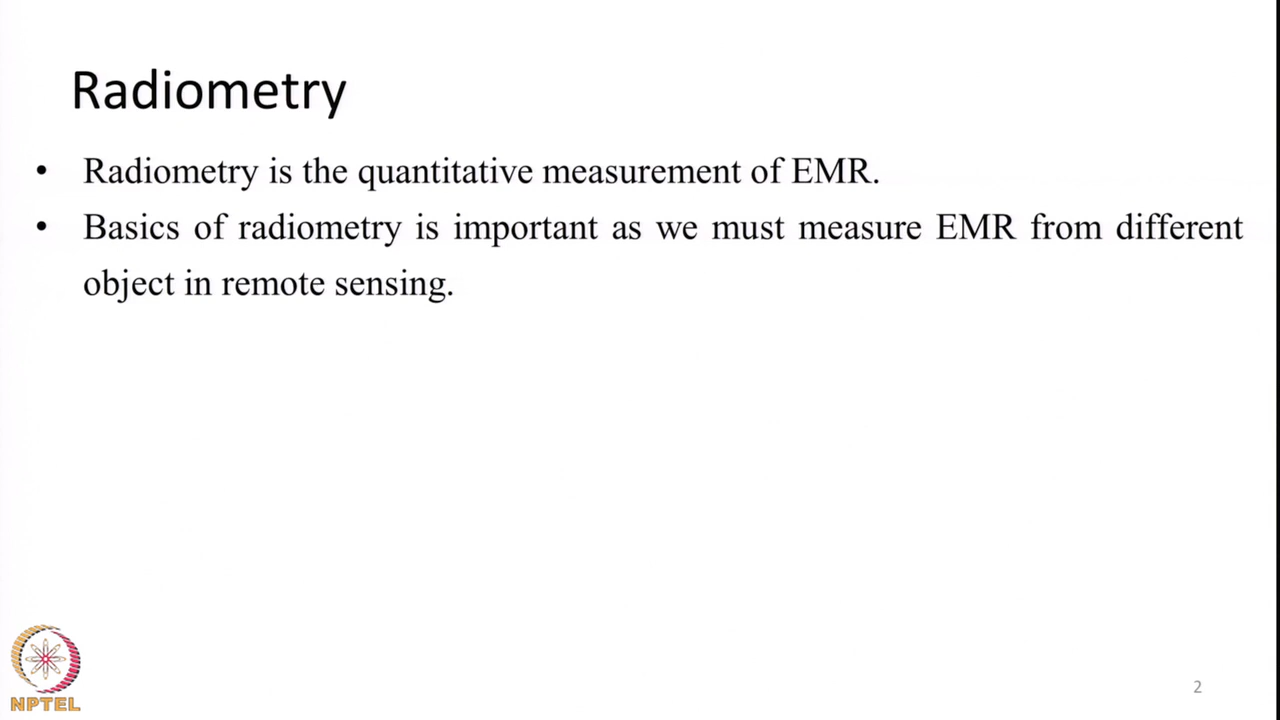 Radiometry
• Radiometry is the quantitative measurement of EMR.
• Basics of radiometry is important as we must measure EMR from different
object in remote sensing.
NPTEL
2